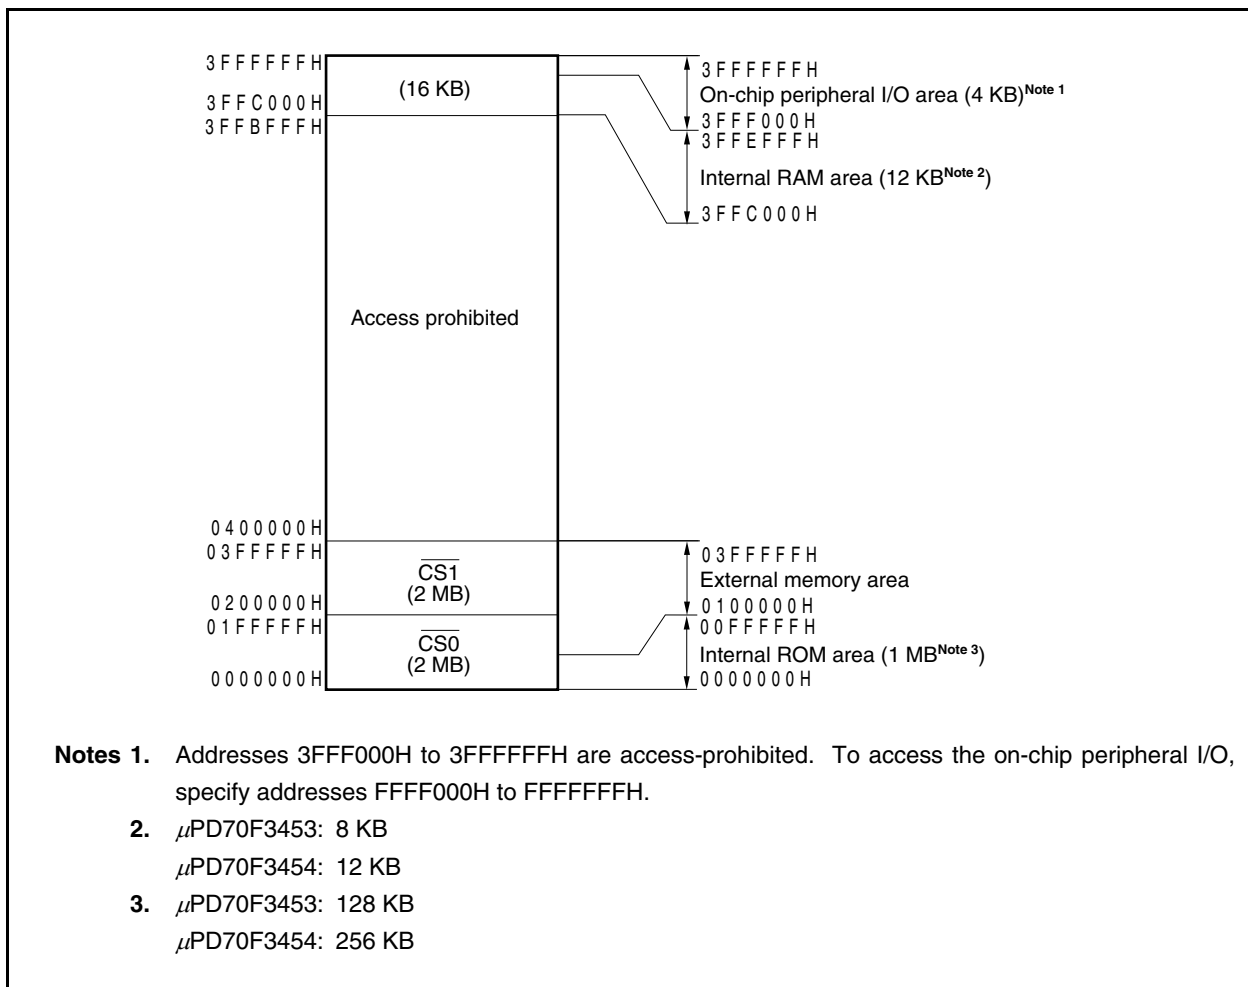 3FFFFFFH
(16 KB)
3FFC000H
3FFBFFFH
Access prohibited
0400000H
03FFFFFH
CS1
(2 MB)
0200000H
01FFFFFH
CS0
(2 MB)
0000000H
3FFFFFFH
On-chip peripheral I/O area (4 KB)Note 1
3FFF000H
3FFEFFFH
Internal RAM area (12 KBNote 2)
3FFC000H
03FFFFFH
External memory area
0100000H
00FFFFFH
Internal ROM area (1 MBNote 3)
0000000H
Notes 1. Addresses 3FFF000H to 3FFFFFFH are access-prohibited. To access the on-chip peripheral I/O,
specify addresses FFFF000H to FFFFFFFH.
2. μPD70F3453: 8 KB
μPD70F3454: 12 KB
3. μPD70F3453: 128 KB
μPD70F3454: 256 KB